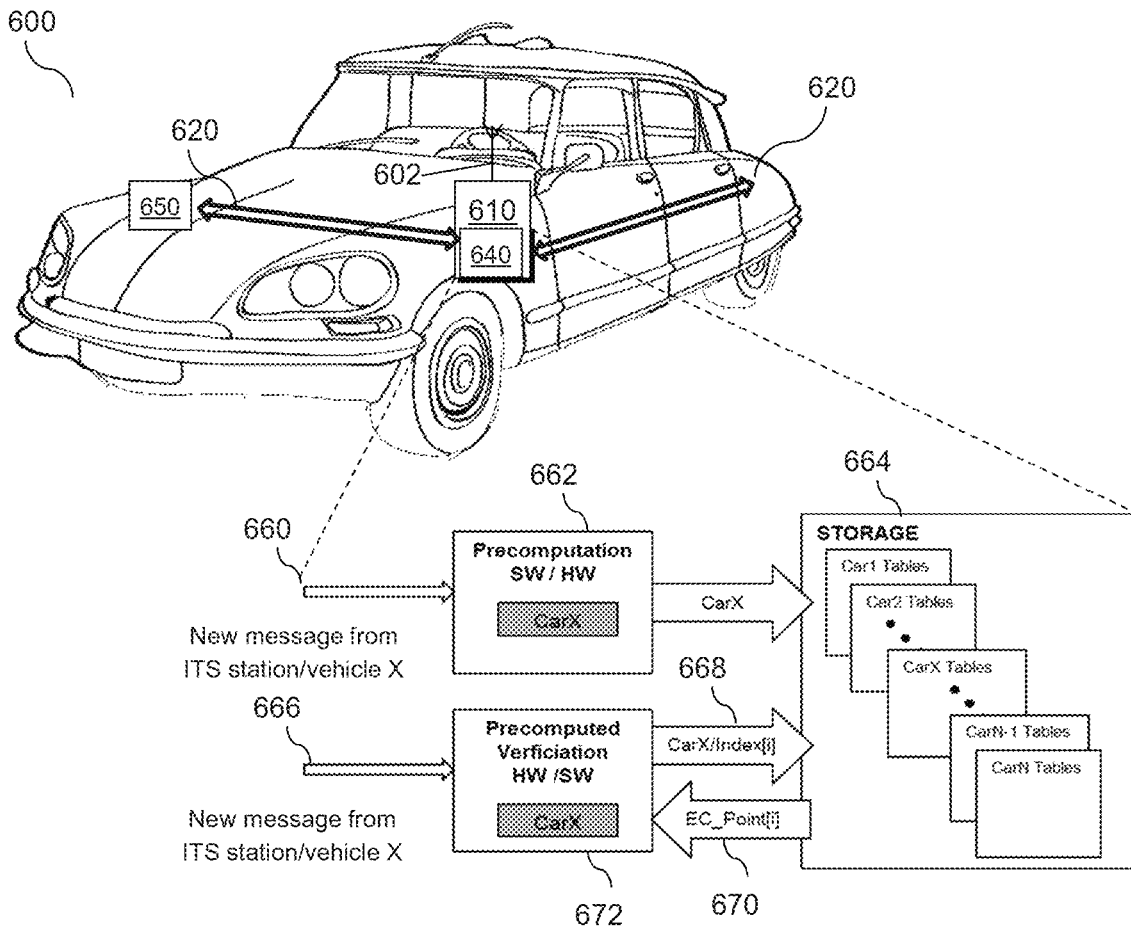 600
620
620
602
650
610
640
662
664
660
Precomputation
SW / HW
CarX
CarX
STORAGE
Car1 Tables
Car2 Tables
CarX Tables
CarN-1 Tables
CarN Tables
New message from
ITS station/vehicle X
668
666
Precomputed
Verficiation
HW /SW
CarX
CarX/Index[i]
EC_Point[i]
New message from
ITS station/vehicle X
672
670